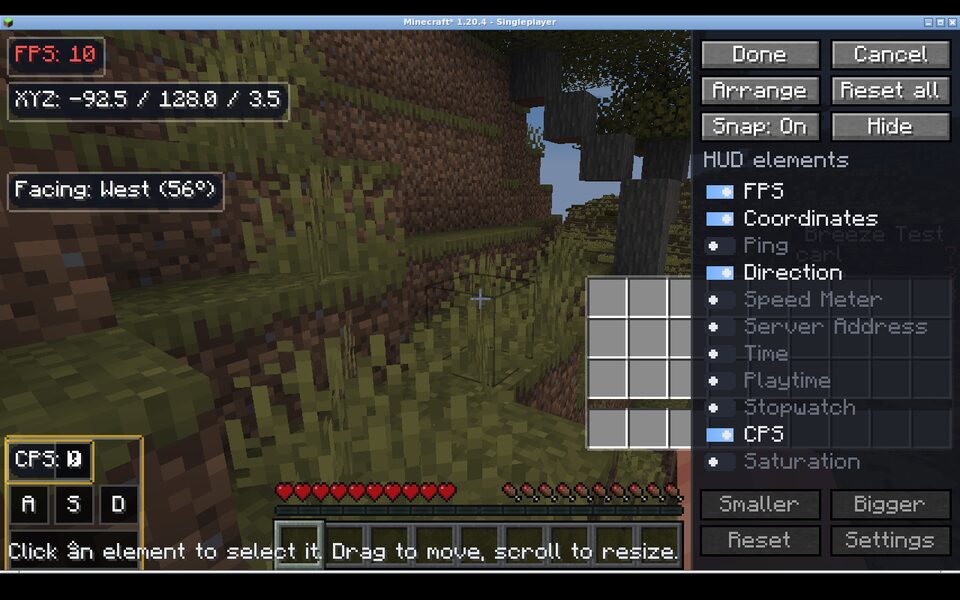 Minecraft* 1.20.4 - Singleplayer
FPS: 10
XYZ: -92.5 / 128.0 / 3.5
Facing: West (56°)
CPS: 0
A S D
Click an element to select it. Drag to move, scroll to resize.
Done Cancel
Arrange Reset all
Snap: On Hide
HUD elements
FPS
Coordinates
Breeze Test
Ping
carl
Direction
Speed Meter
Server Address
Time
Playtime
Stopwatch
CPS
Saturation
Smaller Bigger
Reset Settings